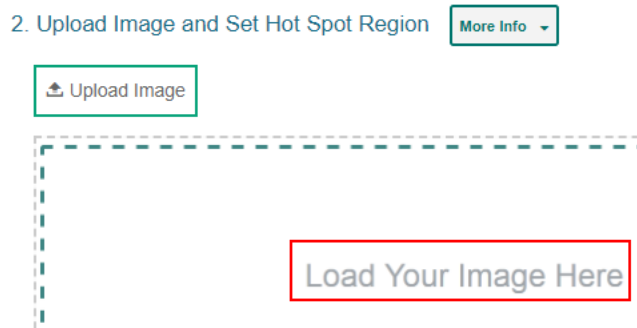 2. Upload Image and Set Hot Spot Region More Info
Upload Image
Load Your Image Here